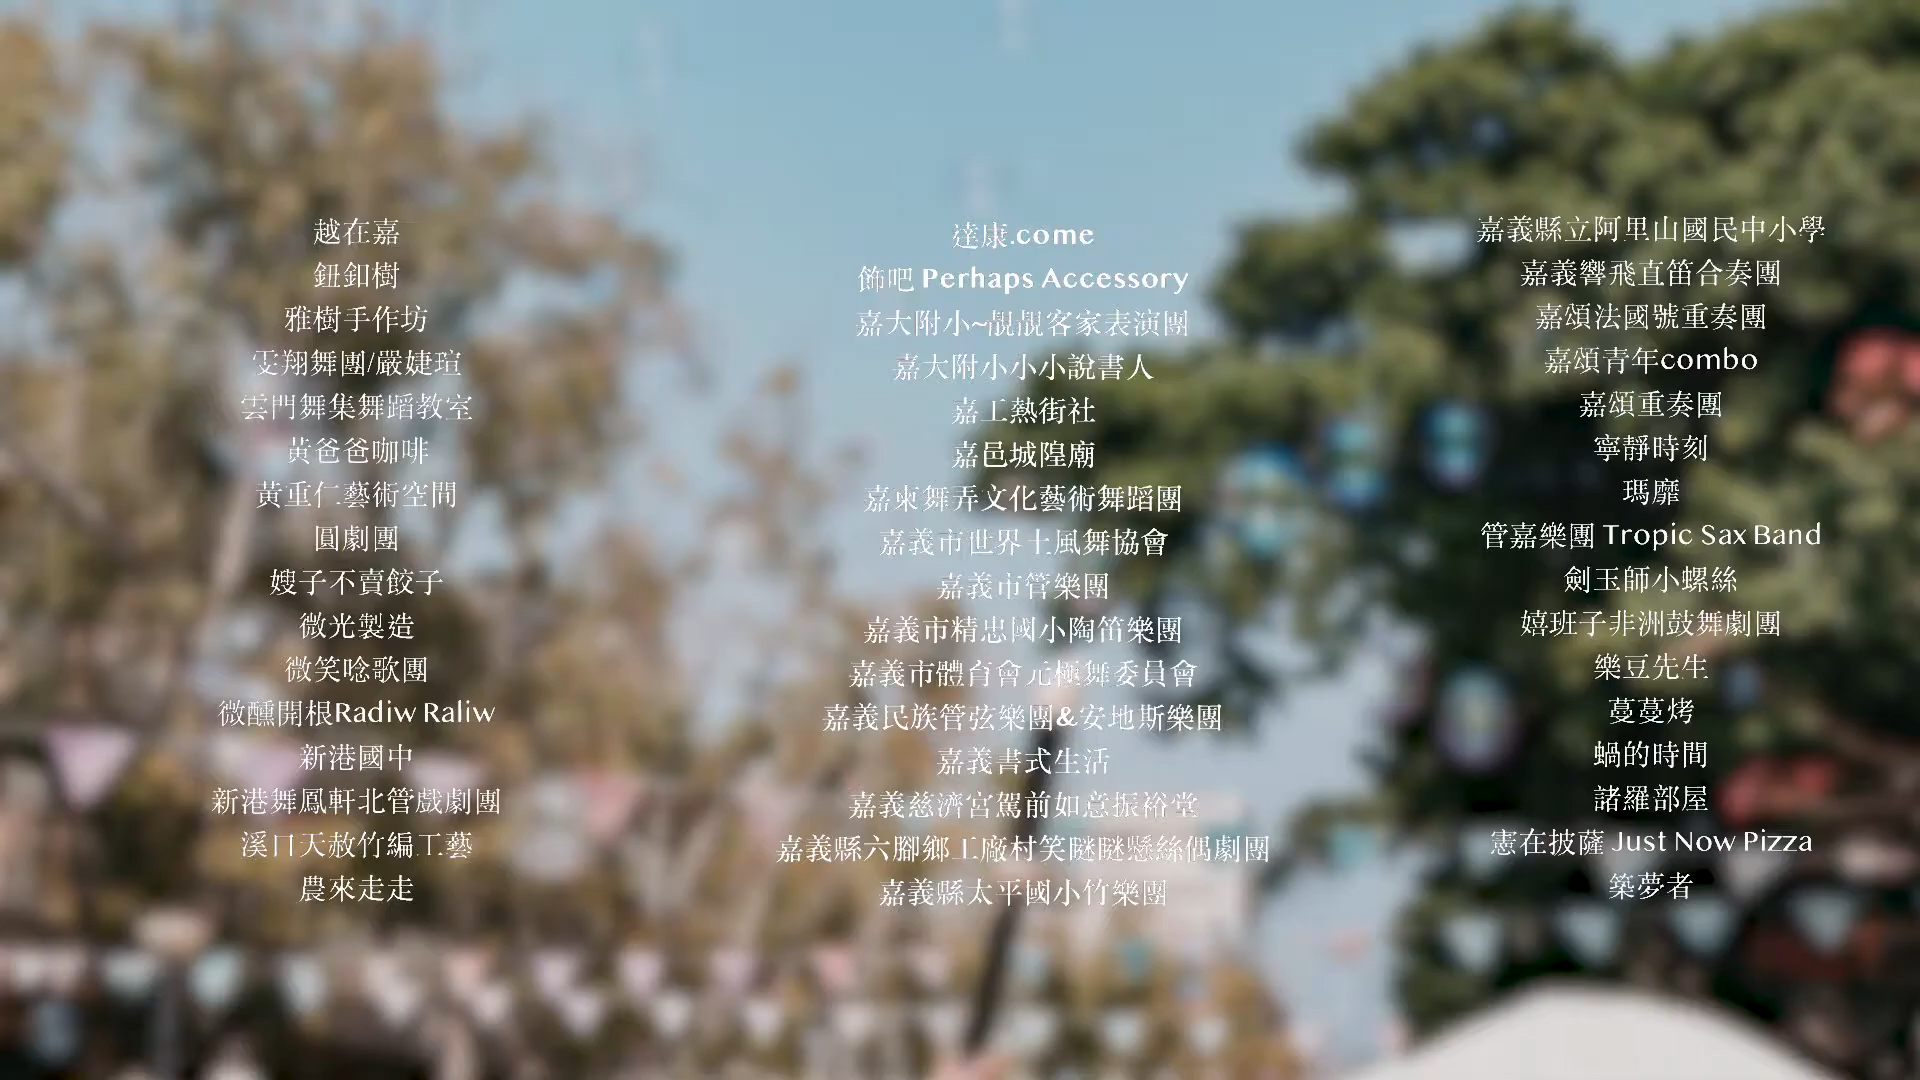 越在嘉
鈕釦樹
雅樹手作坊
雯翔舞團/嚴婕瑄
雲門舞集舞蹈教室
黃爸爸咖啡
黃重仁藝術空間
圓劇團
嫂子不賣餃子
微光製造
微笑唸歌團
微醺開根Radiw Raliw
新港國中
新港舞鳳軒北管戲劇團
溪口天赦竹編工藝
農來走走
達康.come
飾吧 Perhaps Accessory
嘉大附小~靚靚客家表演團
嘉大附小小小說書人
嘉工熱街社
嘉邑城隍廟
嘉柬舞弄文化藝術舞蹈團
嘉義市世界土風舞協會
嘉義市管樂團
嘉義市精忠國小陶笛樂團
嘉義市體育會元極舞委員會
嘉義民族管弦樂團&安地斯樂團
嘉義書式生活
嘉義慈濟宮駕前如意振裕堂
嘉義縣六腳鄉工廠村笑瞇瞇懸絲偶劇團
嘉義縣太平國小竹樂團
嘉義縣立阿里山國民中小學
嘉義響飛直笛合奏團
嘉頌法國號重奏團
嘉頌青年combo
嘉頌重奏團
寧靜時刻
瑪靡
管嘉樂團 Tropic Sax Band
劍玉師小螺絲
嬉班子非洲鼓舞劇團
樂豆先生
蔓蔓烤
蝸的時間
諸羅部屋
憲在披薩 Just Now Pizza
築夢者